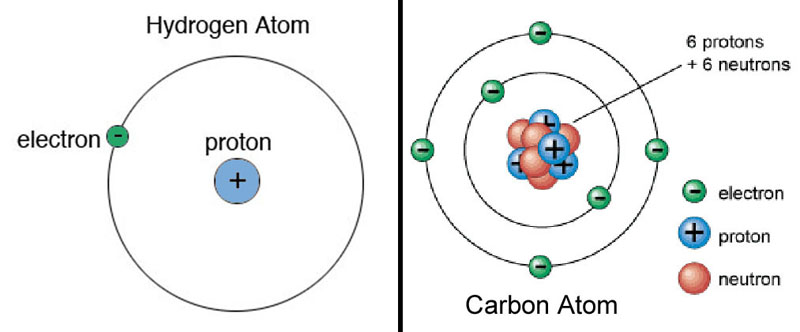 Hydrogen Atom
electron
-
proton
+
6 protons
+ 6 neutrons
-
-
-
-
-
-
+
+
+
+
- electron
+ proton
neutron
Carbon Atom